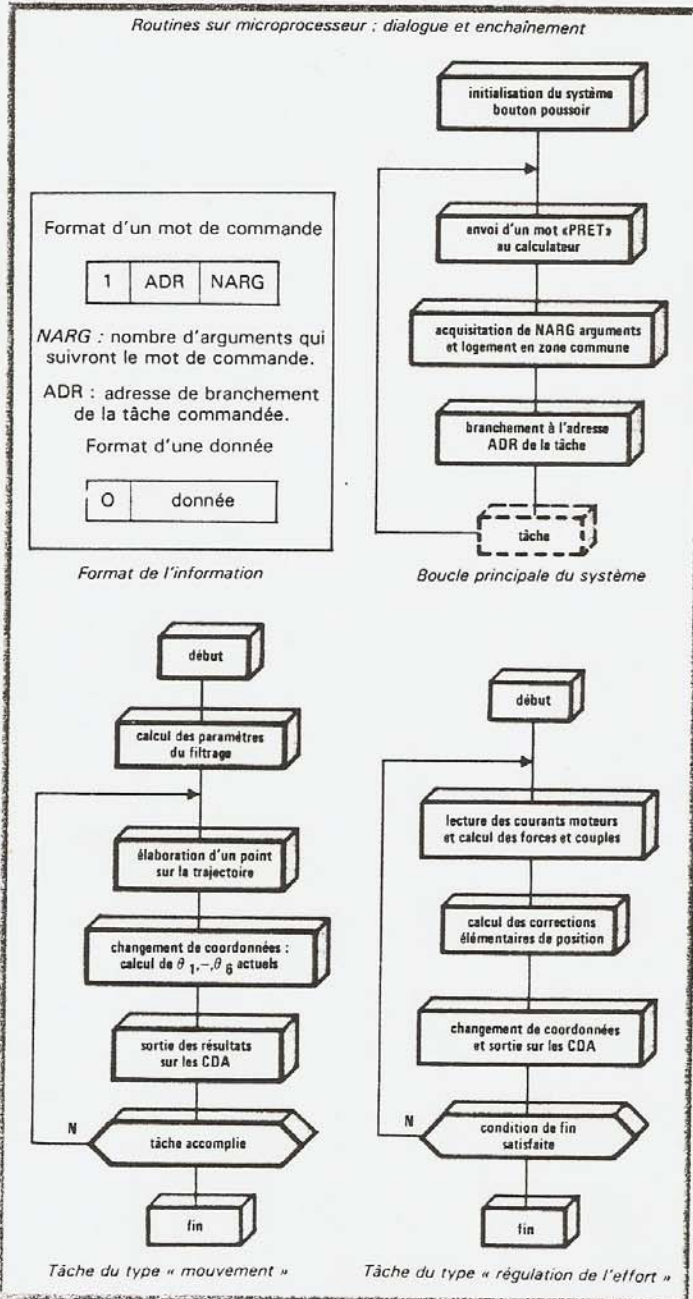 Routines sur microprocesseur : dialogue et enchaînement
initialisation du système
bouton poussoir
envoi d'un mot «PRET»
au calculateur
acquisitation de NARG arguments
et logement en zone commune
branchement à l'adresse
ADR de la tâche
tâche
Boucle principale du système
Format d'un mot de commande
1 ADR NARG
NARG : nombre d'arguments qui
suivront le mot de commande.
ADR : adresse de branchement
de la tâche commandée.
Format d'une donnée
O donnée
Format de l'information
début
calcul des paramètres
du filtrage
élaboration d'un point
sur la trajectoire
changement de coordonnées :
calcul de θ 1,–,θ 6 actuels
sortie des résultats
sur les CDA
N
tâche accomplie
fin
Tâche du type « mouvement »
début
lecture des courants moteurs
et calcul des forces et couples
calcul des corrections
élémentaires de position
changement de coordonnées
et sortie sur les CDA
N
condition de fin
satisfaite
fin
Tâche du type « régulation de l'effort »